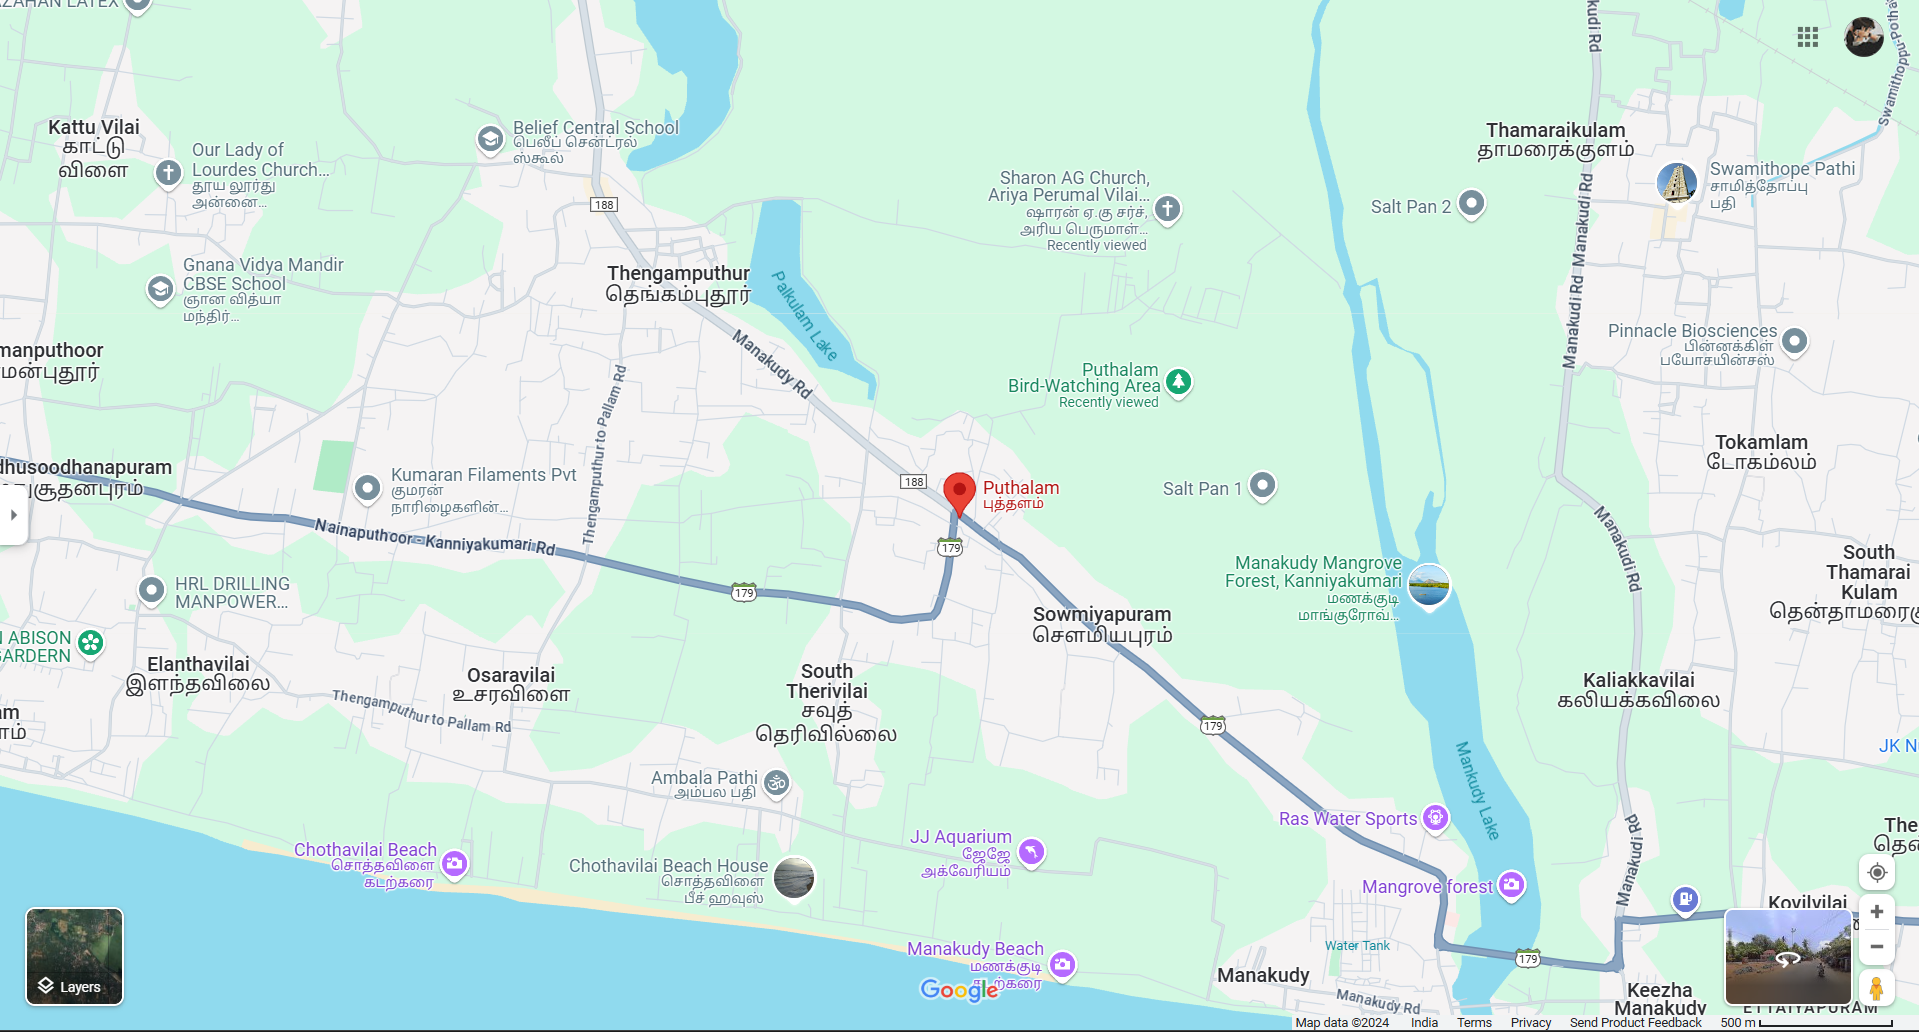 AZAHAN LATEX
Kattu Vilai
காட்டு
விளை
Our Lady of
Lourdes Church...
தூய லூர்து
அன்னை...
Belief Central School
பெலீப் சென்ட்ரல்
ஸ்கூல்
188
Sharon AG Church,
Ariya Perumal Vilai...
ஷாரன் ஏ.கு சர்ச்,
அரிய பெருமாள்...
Recently viewed
Salt Pan 2
Thamaraikulam
தாமரைக்குளம்
Swamithope Pathi
சாமித்தோப்பு
பதி
Manakudi Rd
Manakudi Rd
Swamithoppu-Pothai
kudi Rd
Gnana Vidya Mandir
CBSE School
ஞான வித்யா
மந்திர்...
Thengamputhur
தெங்கம்புதூர்
Palkulam Lake
Manakudy Rd
manputhoor
மன்புதூர்
Thengamputhur to Pallam Rd
Puthalam
Bird-Watching Area
Recently viewed
Pinnacle Biosciences
பின்னக்கிள்
பயோசயின்சஸ்
Tokamlam
டோகம்லம்
dhusoodhanapuram
துசூதனபுரம்
Kumaran Filaments Pvt
குமரன்
நாரிழைகளின்...
188
Puthalam
புத்தளம்
Salt Pan 1
Nainaputhoor - Kanniyakumari Rd
179
179
Manakudi Rd
South
Thamarai
Kulam
தென்தாமரைகு
Manakudy Mangrove
Forest, Kanniyakumari
மணக்குடி
மாங்குரோவ்...
HRL DRILLING
MANPOWER...
N ABISON
GARDERN
Elanthavilai
இளந்தவிலை
Osaravilai
உசரவிளை
Sowmiyapuram
சௌமியபுரம்
South
Therivilai
சவுத்
தெரிவில்லை
Kaliakkavilai
கலியக்கவிலை
am
ாம்
Thengamputhur to Pallam Rd
179
JK N
Mankudy Lake
Ambala Pathi
அம்பல பதி
Ras Water Sports
Manakudi Rd
The
தெ
Chothavilai Beach
சொத்தவிளை
கடற்கரை
Chothavilai Beach House
சொத்தவிளை
பீச் ஹவுஸ்
JJ Aquarium
ஜேஜே
அக்வேரியம்
Mangrove forest
Kovilvilai
Manakudy Beach
மணக்குடி
கடற்கரை
Water Tank
179
Manakudy
Manakudy Rd
Keezha
Manakudy
ETTAIYAPURAM
Layers
Google
Map data ©2024 India Terms Privacy Send Product Feedback 500 m